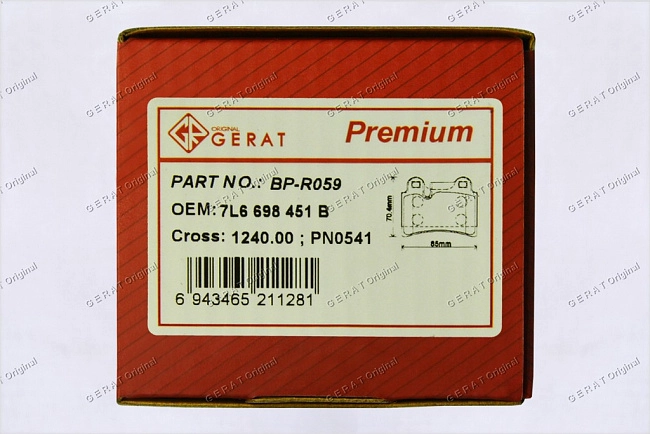 ORIGINAL
GERAT
Premium
PART NO.: BP-R059
OEM: 7L6 698 451 B
Cross: 1240.00 ; PN0541
70.4mm
65mm
6 943465 211281
GERAT Original